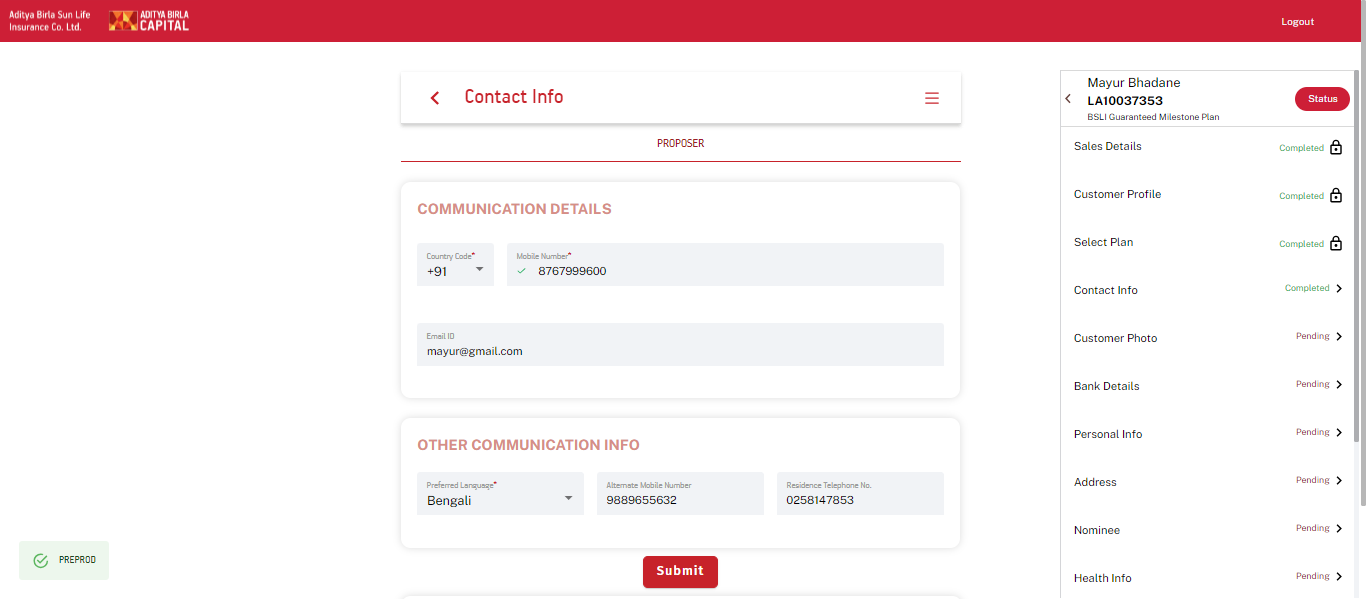 Aditya Birla Sun Life
Insurance Co. Ltd.
ADITYA BIRLA
CAPITAL
Logout
Contact Info
PROPOSER
COMMUNICATION DETAILS
Country Code*
+91
Mobile Number*
8767999600
Email ID
mayur@gmail.com
OTHER COMMUNICATION INFO
Preferred Language*
Bengali
Alternate Mobile Number
9889655632
Residence Telephone No.
0258147853
Submit
PREPROD
Mayur Bhadane
LA10037353
BSLI Guaranteed Milestone Plan
Status
Sales Details Completed
Customer Profile Completed
Select Plan Completed
Contact Info Completed
Customer Photo Pending
Bank Details Pending
Personal Info Pending
Address Pending
Nominee Pending
Health Info Pending